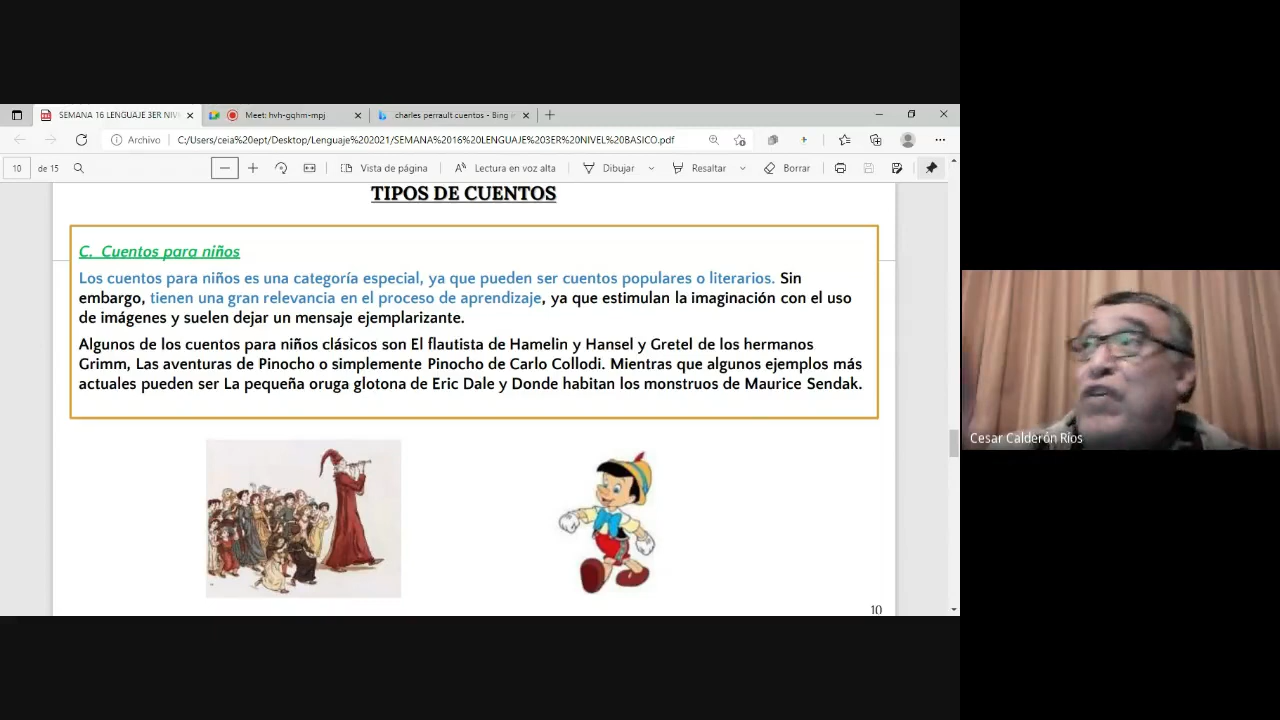 SEMANA 16 LENGUAJE 3ER NIV
Meet: hvh-gqhm-mpj
charles perrault cuentos - Bing
Archivo
C:/Users/ceia%20ept/Desktop/Lenguaje%202021/SEMANA%2016%20LENGUAJE%203ER%20NIVEL%20BASICO.pdf
10 de 15
Vista de página
Lectura en voz alta
Dibujar
Resaltar
Borrar
TIPOS DE CUENTOS
C. Cuentos para niños
Los cuentos para niños es una categoría especial, ya que pueden ser cuentos populares o literarios. Sin
embargo, tienen una gran relevancia en el proceso de aprendizaje, ya que estimulan la imaginación con el uso
de imágenes y suelen dejar un mensaje ejemplarizante.
Algunos de los cuentos para niños clásicos son El flautista de Hamelin y Hansel y Gretel de los hermanos
Grimm, Las aventuras de Pinocho o simplemente Pinocho de Carlo Collodi. Mientras que algunos ejemplos más
actuales pueden ser La pequeña oruga glotona de Eric Dale y Donde habitan los monstruos de Maurice Sendak.
Cesar Calderón Ríos
10